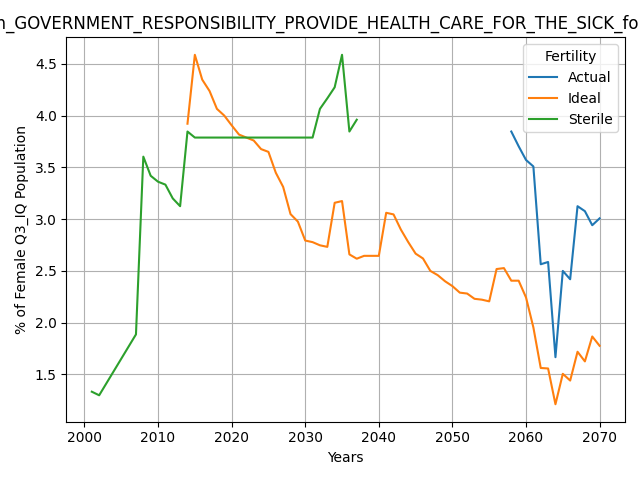 GOVERNMENT_RESPONSIBILITY_PROVIDE_HEALTH_CARE_FOR_THE_SICK_fo
Fertility
Actual
Ideal
Sterile
% of Female Q3_IQ Population
4.5
4.0
3.5
3.0
2.5
2.0
1.5
2000 2010 2020 2030 2040 2050 2060 2070
Years